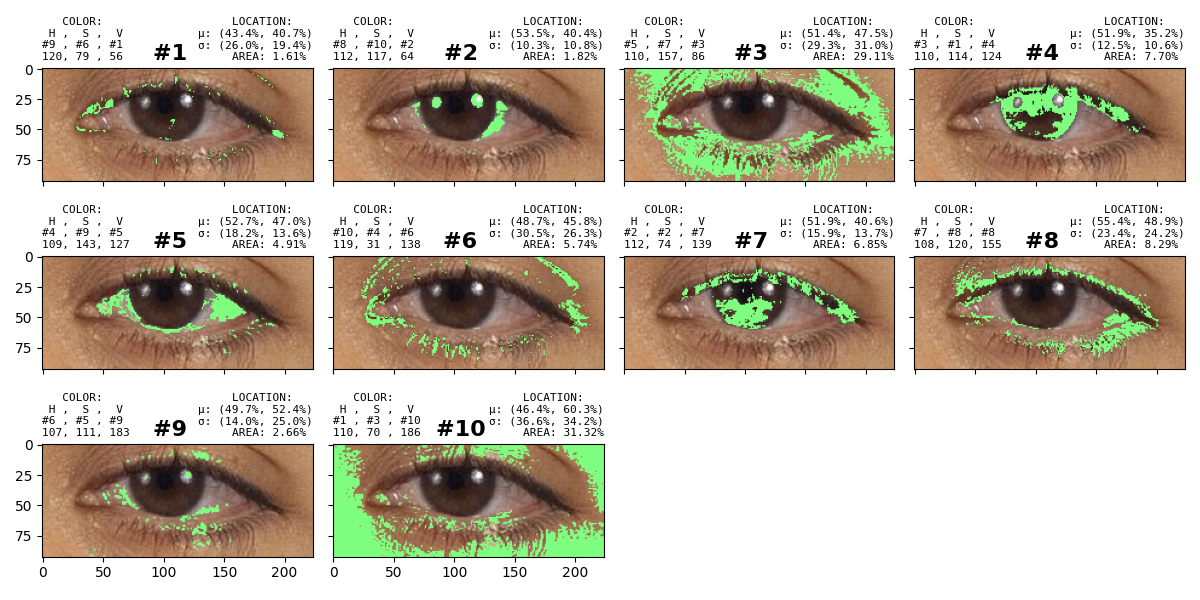 COLOR: LOCATION:
H , S , V μ: (43.4%, 40.7%)
#9 , #6 , #1 σ: (26.0%, 19.4%)
120, 79 , 56 #1 AREA: 1.61%
COLOR: LOCATION:
H , S , V μ: (53.5%, 40.4%)
#8 , #10, #2 σ: (10.3%, 10.8%)
112, 117, 64 #2 AREA: 1.82%
COLOR: LOCATION:
H , S , V μ: (51.4%, 47.5%)
#5 , #7 , #3 σ: (29.3%, 31.0%)
110, 157, 86 #3 AREA: 29.11%
COLOR: LOCATION:
H , S , V μ: (51.9%, 35.2%)
#3 , #1 , #4 σ: (12.5%, 10.6%)
110, 114, 124 #4 AREA: 7.70%
0
25
50
75
COLOR: LOCATION:
H , S , V μ: (52.7%, 47.0%)
#4 , #9 , #5 σ: (18.2%, 13.6%)
109, 143, 127 #5 AREA: 4.91%
COLOR: LOCATION:
H , S , V μ: (48.7%, 45.8%)
#10, #4 , #6 σ: (30.5%, 26.3%)
119, 31 , 138 #6 AREA: 5.74%
COLOR: LOCATION:
H , S , V μ: (51.9%, 40.6%)
#2 , #2 , #7 σ: (15.9%, 13.7%)
112, 74 , 139 #7 AREA: 6.85%
COLOR: LOCATION:
H , S , V μ: (55.4%, 48.9%)
#7 , #8 , #8 σ: (23.4%, 24.2%)
108, 120, 155 #8 AREA: 8.29%
0
25
50
75
COLOR: LOCATION:
H , S , V μ: (49.7%, 52.4%)
#6 , #5 , #9 σ: (14.0%, 25.0%)
107, 111, 183 #9 AREA: 2.66%
COLOR: LOCATION:
H , S , V μ: (46.4%, 60.3%)
#1 , #3 , #10 σ: (36.6%, 34.2%)
110, 70 , 186 #10 AREA: 31.32%
0
25
50
75
0 50 100 150 200
0 50 100 150 200